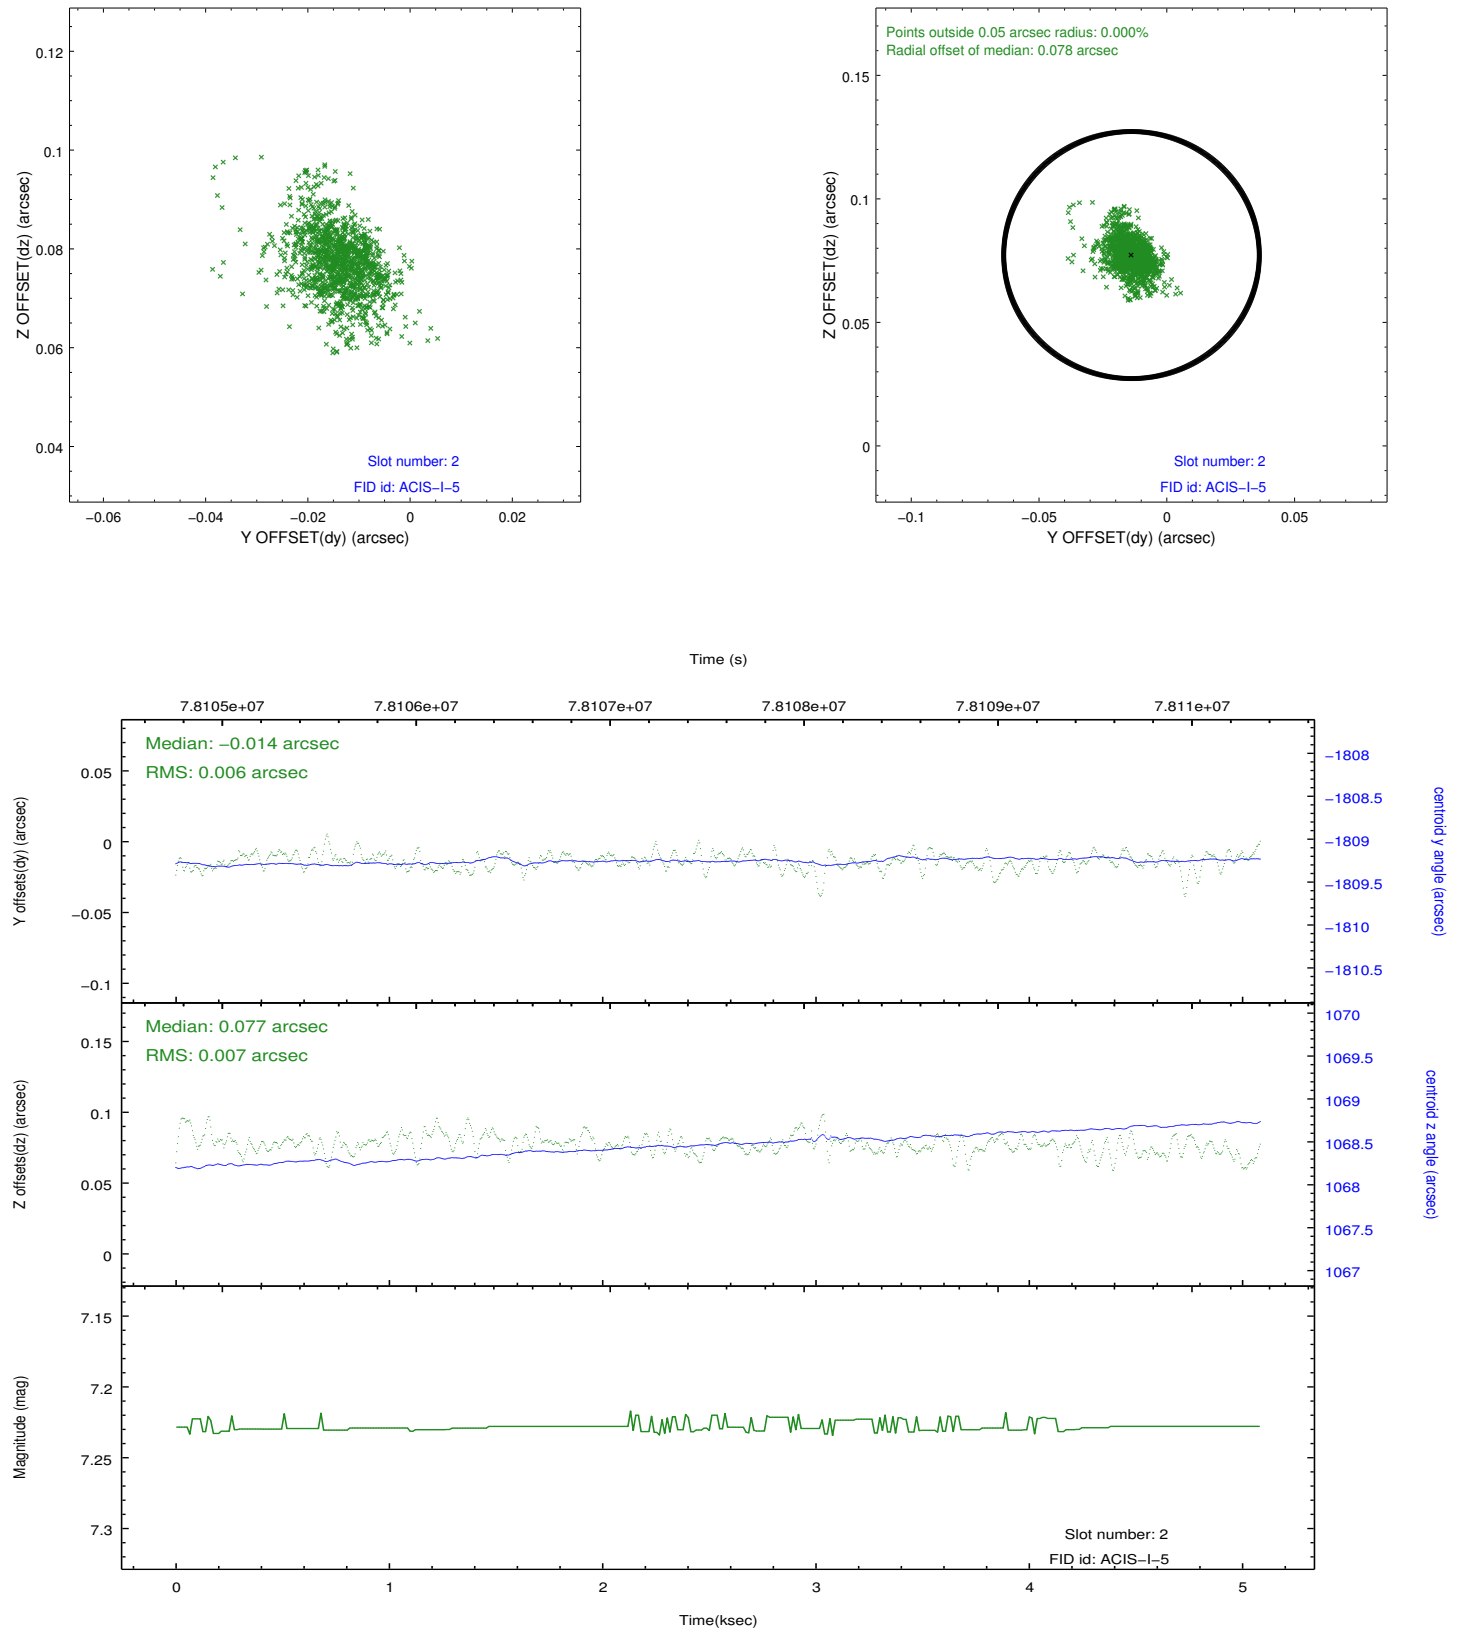 0.12
0.1
0.08
0.06
0.04
Z OFFSET(dz) (arcsec)
Slot number: 2
FID id: ACIS−I−5
−0.06 −0.04 −0.02 0 0.02
Y OFFSET(dy) (arcsec)
Points outside 0.05 arcsec radius: 0.000%
Radial offset of median: 0.078 arcsec
0.15
0.1
0.05
0
Z OFFSET(dz) (arcsec)
Slot number: 2
FID id: ACIS−I−5
−0.1 −0.05 0 0.05
Y OFFSET(dy) (arcsec)
Time (s)
7.8105e+07 7.8106e+07 7.8107e+07 7.8108e+07 7.8109e+07 7.811e+07
Median: −0.014 arcsec
RMS: 0.006 arcsec
0.05
0
−0.05
−0.1
Y offsets(dy) (arcsec)
−1808
−1808.5
−1809
−1809.5
−1810
−1810.5
centroid y angle (arcsec)
Median: 0.077 arcsec
RMS: 0.007 arcsec
0.15
0.1
0.05
0
Z offsets(dz) (arcsec)
1070
1069.5
1069
1068.5
1068
1067.5
1067
centroid z angle (arcsec)
7.15
7.2
7.25
7.3
Magnitude (mag)
Slot number: 2
FID id: ACIS−I−5
0 1 2 3 4 5
Time(ksec)